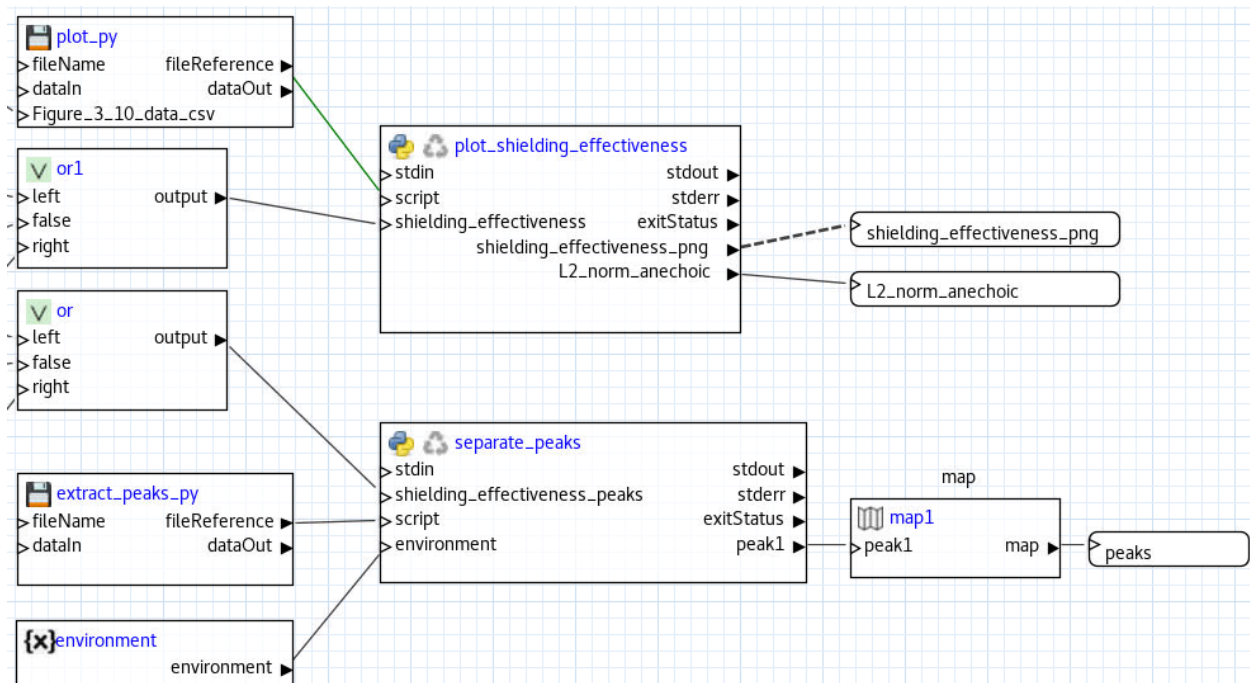 plot_py
fileName fileReference
dataIn dataOut
Figure_3_10_data_csv
or1
left output
false
right
or
left output
false
right
extract_peaks_py
fileName fileReference
dataIn dataOut
{x}environment
environment
plot_shielding_effectiveness
stdin stdout
script stderr
shielding_effectiveness exitStatus
shielding_effectiveness_png
L2_norm_anechoic
shielding_effectiveness_png
L2_norm_anechoic
separate_peaks
stdin stdout
shielding_effectiveness_peaks stderr
script exitStatus
environment peak1
map
map1
peak1 map
peaks